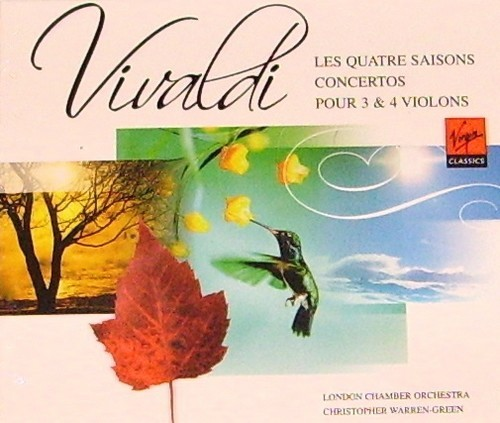 Vivaldi
LES QUATRE SAISONS
CONCERTOS
POUR 3 & 4 VIOLONS
Virgin
CLASSICS
LONDON CHAMBER ORCHESTRA
CHRISTOPHER WARREN-GREEN